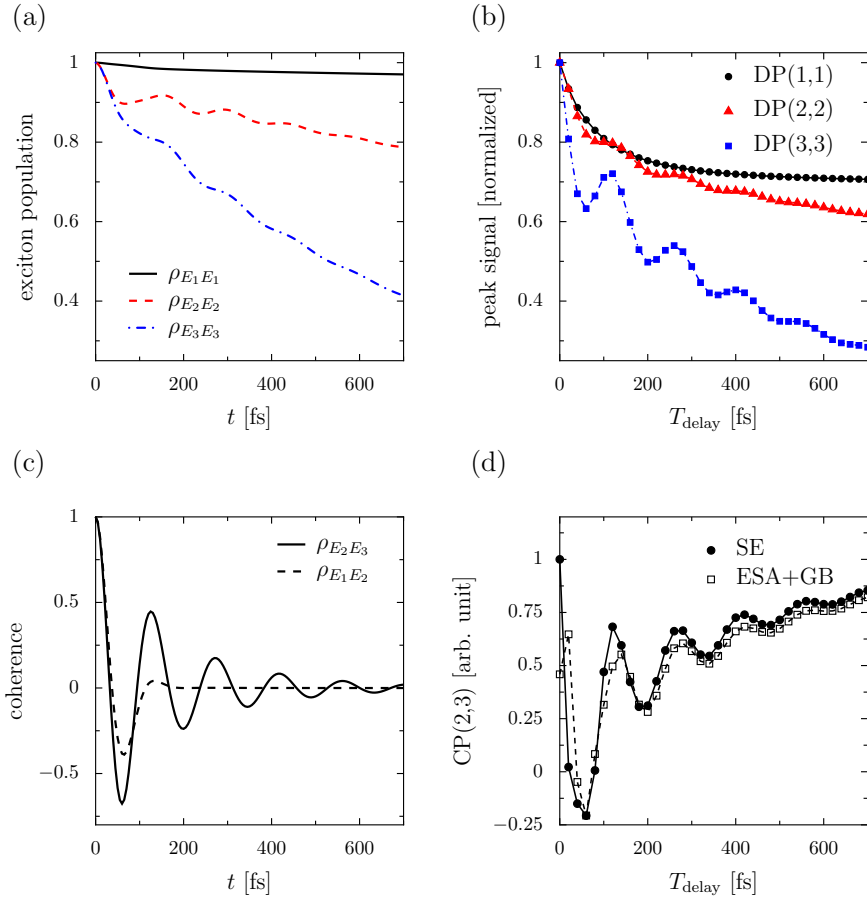 (a)
exciton population
1
0.8
0.6
0.4
0
200
400
600
t [fs]
ρE1E1
ρE2E2
ρE3E3
(b)
peak signal [normalized]
1
0.8
0.6
0.4
0
200
400
600
Tdelay [fs]
DP(1,1)
DP(2,2)
DP(3,3)
(c)
coherence
1
0.5
0
−0.5
0
200
400
600
t [fs]
ρE2E3
ρE1E2
(d)
CP(2,3) [arb. unit]
1
0.75
0.5
0.25
0
−0.25
0
200
400
600
Tdelay [fs]
SE
ESA+GB